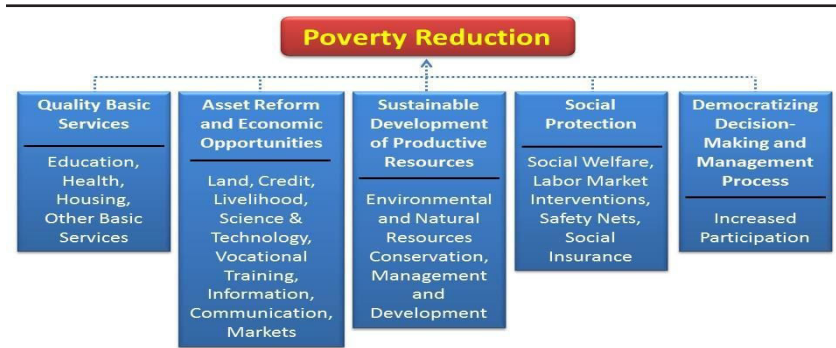 Poverty Reduction
Quality Basic
Services
Education,
Health,
Housing,
Other Basic
Services
Asset Reform
and Economic
Opportunities
Land, Credit,
Livelihood,
Science &
Technology,
Vocational
Training,
Information,
Communication,
Markets
Sustainable
Development
of Productive
Resources
Environmental
and Natural
Resources
Conservation,
Management
and
Development
Social
Protection
Social Welfare,
Labor Market
Interventions,
Safety Nets,
Social
Insurance
Democratizing
Decision-
Making and
Management
Process
Increased
Participation